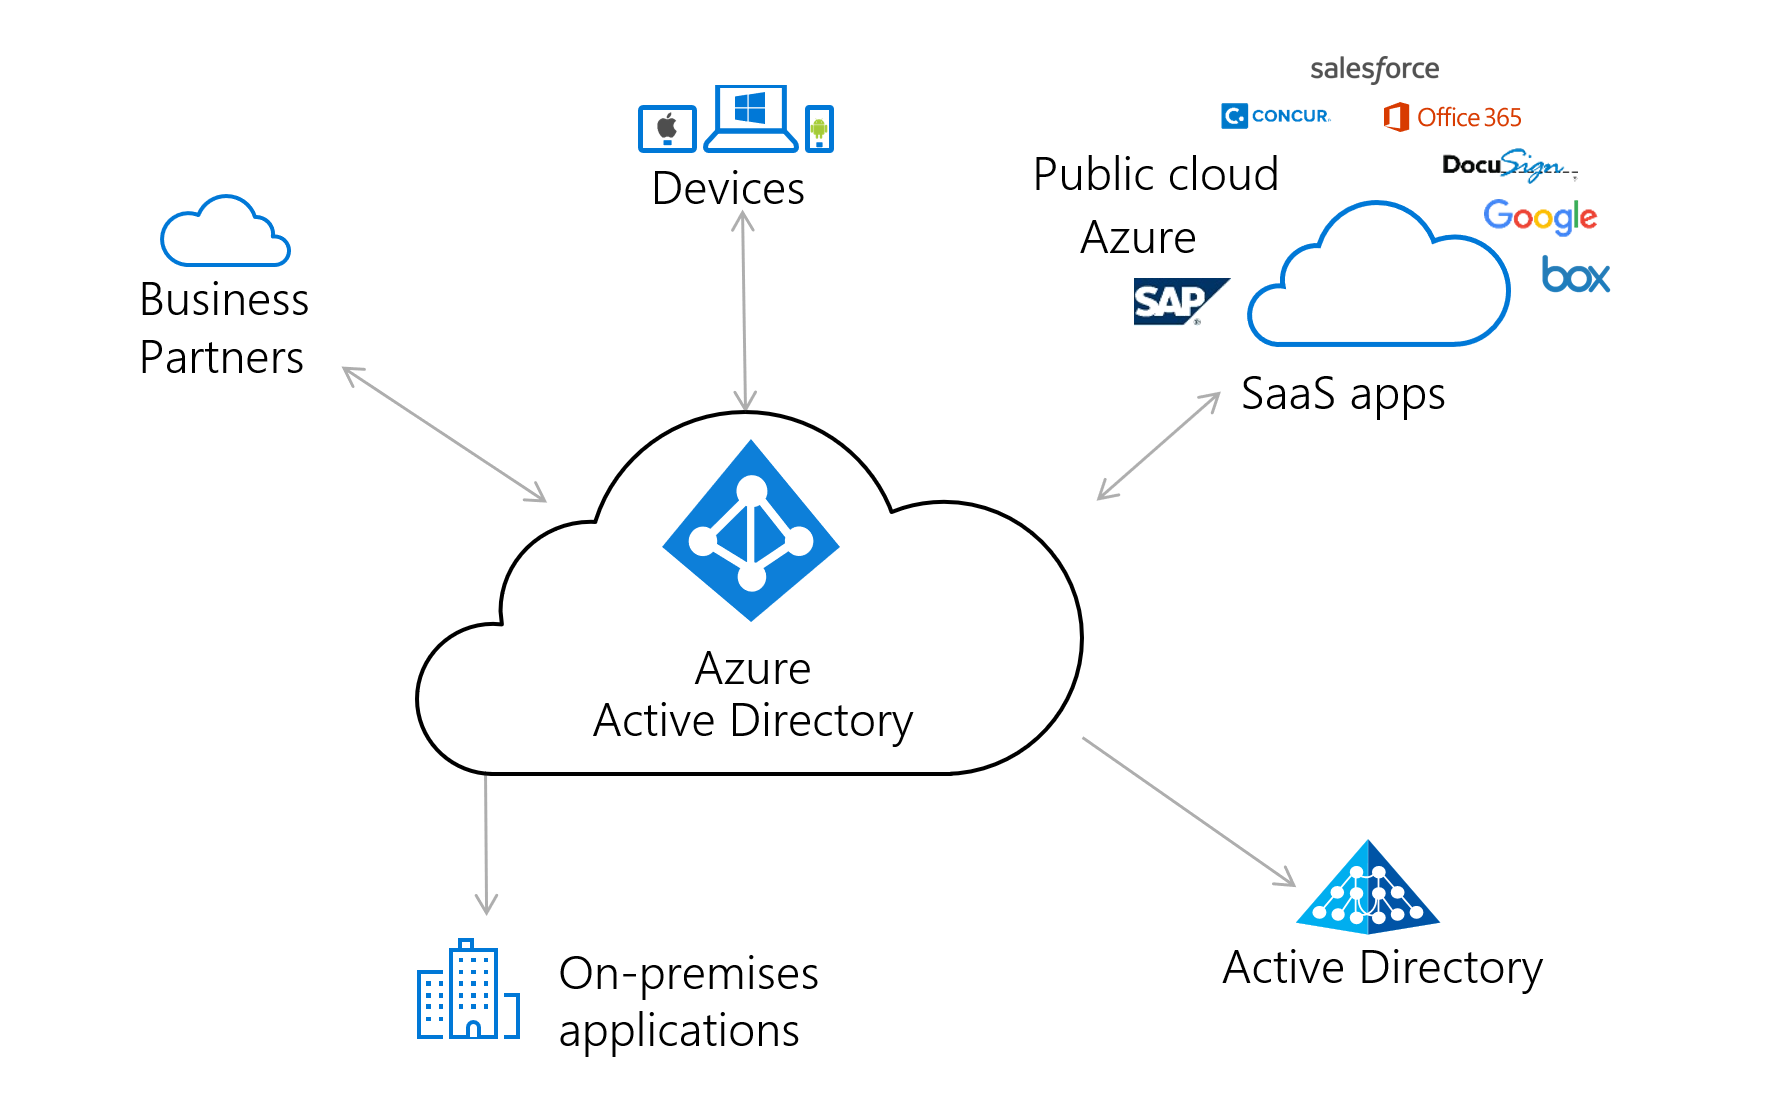 salesforce
CONCUR
Office 365
Public cloud
DocuSign
Azure
Google
box
SAP
Devices
Business
Partners
SaaS apps
Azure
Active Directory
On-premises
applications
Active Directory